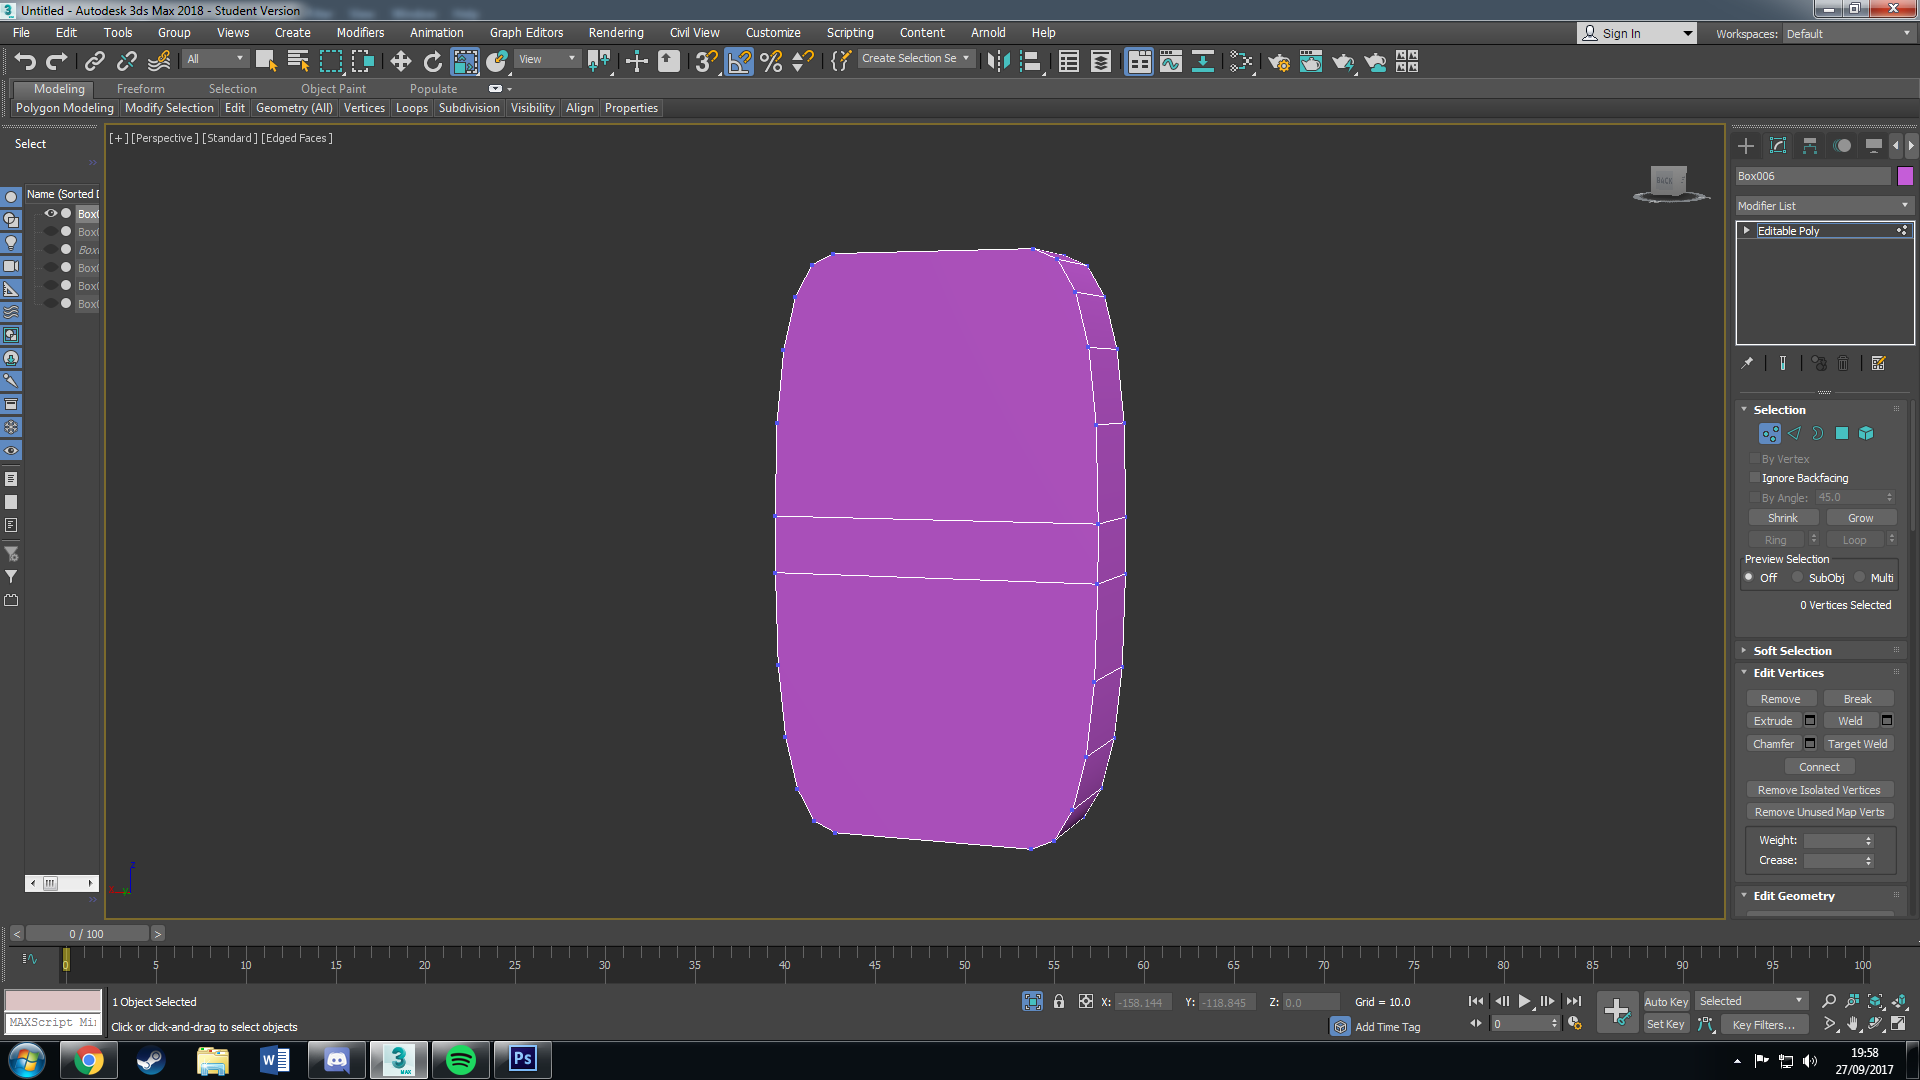 Untitled - Autodesk 3ds Max 2018 - Student Version
File Edit Tools Group Views Create Modifiers Animation Graph Editors Rendering Civil View Customize Scripting Content Arnold Help
Sign In Workspaces: Default
All View Create Selection Se
Modeling Freeform Selection Object Paint Populate
Polygon Modeling Modify Selection Edit Geometry (All) Vertices Loops Subdivision Visibility Align Properties
Select
[+] [Perspective] [Standard] [Edged Faces]
BACK
Name (Sorted
Box
Box
Box
Box
Box
Box
Box006
Modifier List
Editable Poly
Selection
By Vertex
Ignore Backfacing
By Angle: 45.0
Shrink Grow
Ring Loop
Preview Selection
Off SubObj Multi
0 Vertices Selected
Soft Selection
Edit Vertices
Remove Break
Extrude Weld
Chamfer Target Weld
Connect
Remove Isolated Vertices
Remove Unused Map Verts
Weight:
Crease:
Edit Geometry
z
< 0 / 100 >
0 5 10 15 20 25 30 35 40 45 50 55 60 65 70 75 80 85 90 95 100
1 Object Selected
X: -158.144 Y: -118.845 Z: 0.0 Grid = 10.0
Auto Key Selected
MAXScript Mi
Click or click-and-drag to select objects
Add Time Tag
0
Set Key Key Filters...
3 MAX
Ps
19:58
27/09/2017